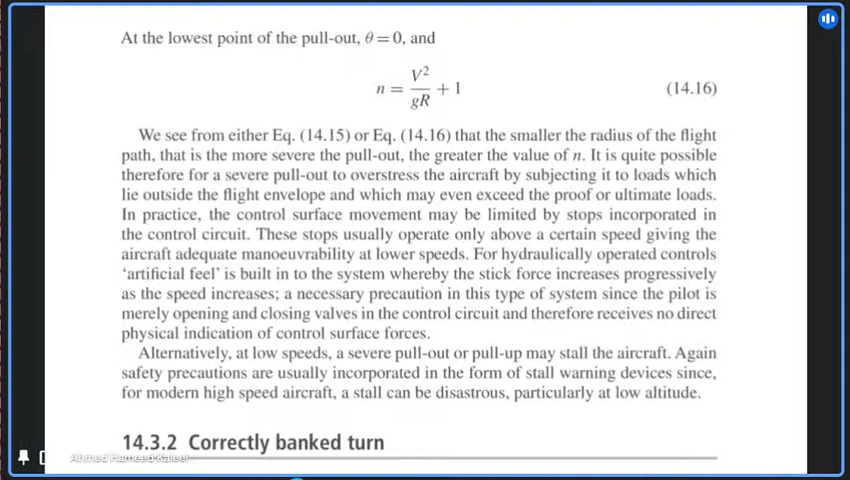 At the lowest point of the pull-out, θ = 0, and
n = V²/gR + 1 (14.16)
We see from either Eq. (14.15) or Eq. (14.16) that the smaller the radius of the flight
path, that is the more severe the pull-out, the greater the value of n. It is quite possible
therefore for a severe pull-out to overstress the aircraft by subjecting it to loads which
lie outside the flight envelope and which may even exceed the proof or ultimate loads.
In practice, the control surface movement may be limited by stops incorporated in
the control circuit. These stops usually operate only above a certain speed giving the
aircraft adequate manoeuvrability at lower speeds. For hydraulically operated controls
‘artificial feel’ is built in to the system whereby the stick force increases progressively
as the speed increases; a necessary precaution in this type of system since the pilot is
merely opening and closing valves in the control circuit and therefore receives no direct
physical indication of control surface forces.
Alternatively, at low speeds, a severe pull-out or pull-up may stall the aircraft. Again
safety precautions are usually incorporated in the form of stall warning devices since,
for modern high speed aircraft, a stall can be disastrous, particularly at low altitude.
14.3.2 Correctly banked turn
Ahmed Hameed Kaleel